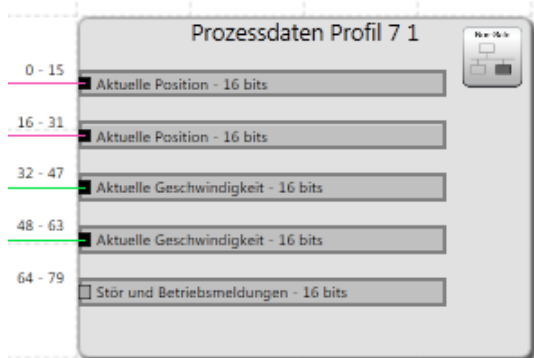 Prozessdaten Profil 7 1
0 - 15
Aktuelle Position - 16 bits
16 - 31
Aktuelle Position - 16 bits
32 - 47
Aktuelle Geschwindigkeit - 16 bits
48 - 63
Aktuelle Geschwindigkeit - 16 bits
64 - 79
Stör und Betriebsmeldungen - 16 bits